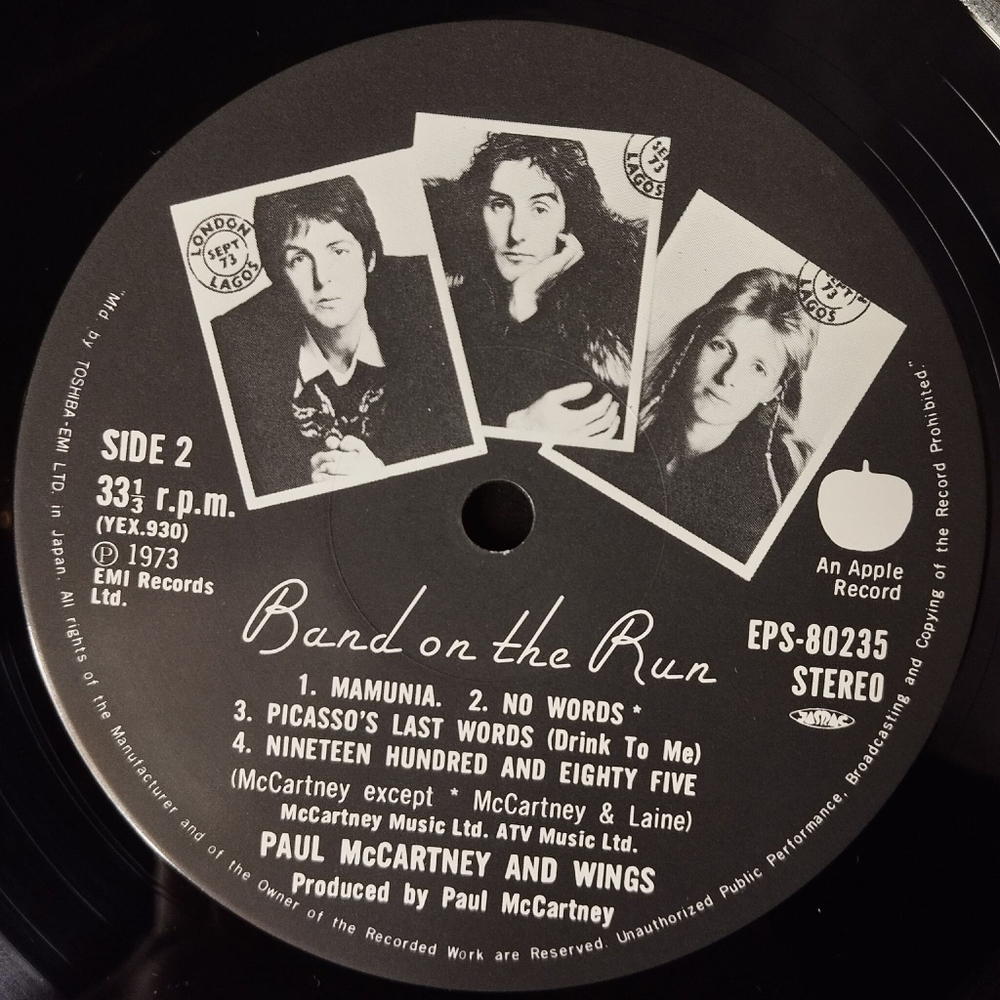 LONDON
SEPT
73
LAGOS
SE
73
LAGOS
SEPT
73
LAGOS
SIDE 2
33⅓ r.p.m.
(YEX.930)
Ⓟ 1973
EMI Records
Ltd.
An Apple
Record
EPS-80235
STEREO
JASRAC
Band on the Run
1. MAMUNIA. 2. NO WORDS *
3. PICASSO'S LAST WORDS (Drink To Me)
4. NINETEEN HUNDRED AND EIGHTY FIVE
(McCartney except * McCartney & Laine)
McCartney Music Ltd. ATV Music Ltd.
PAUL McCARTNEY AND WINGS
Produced by Paul McCartney
"Mfd by TOSHIBA-EMI LTD. in Japan. All rights of the Manufacturer and of the Owner of the Recorded Work are Reserved. Unauthorized Public Performance, Broadcasting and Copying of the Record Prohibited."